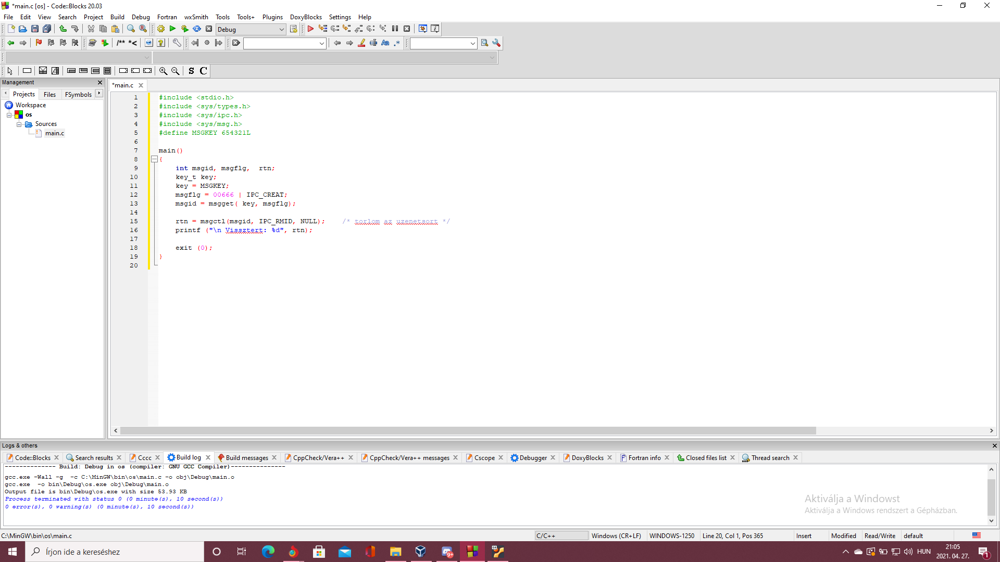 *main.c [os] - Code::Blocks 20.03
File Edit View Search Project Build Debug Fortran wxSmith Tools Tools+ Plugins DoxyBlocks Settings Help
Debug
/** *<
Aa .*
S C
Management
*main.c
Projects Files FSymbols
Workspace
os
Sources
main.c
1 #include <stdio.h>
2 #include <sys/types.h>
3 #include <sys/ipc.h>
4 #include <sys/msg.h>
5 #define MSGKEY 654321L
6
7 main()
8 {
9 int msgid, msgflg,  rtn;
10 key_t key;
11 key = MSGKEY;
12 msgflg = 00666 | IPC_CREAT;
13 msgid = msgget( key, msgflg);
14
15 rtn = msgctl(msgid, IPC_RMID, NULL);    /* torlom az uzenetsort */
16 printf ("\n Vissztert: %d", rtn);
17
18 exit (0);
19 }
20
Logs & others
Code::Blocks Search results Cccc Build log Build messages CppCheck/Vera++ CppCheck/Vera++ messages Cscope Debugger DoxyBlocks Fortran info Closed files list Thread search
-------------- Build: Debug in os (compiler: GNU GCC Compiler)---------------
gcc.exe -Wall -g  -c C:\MinGW\bin\os\main.c -o obj\Debug\main.o
gcc.exe  -o bin\Debug\os.exe obj\Debug\main.o
Output file is bin\Debug\os.exe with size 53.93 KB
Process terminated with status 0 (0 minute(s), 10 second(s))
0 error(s), 0 warning(s) (0 minute(s), 10 second(s))
Aktiválja a Windowst
Aktiválja a Windows rendszert a Gépházban.
C:\MinGW\bin\os\main.c C/C++ Windows (CR+LF) WINDOWS-1250 Line 20, Col 1, Pos 365 Insert Modified Read/Write default
Írjon ide a kereséshez
9+
HUN
21:05
2021. 04. 27.
1